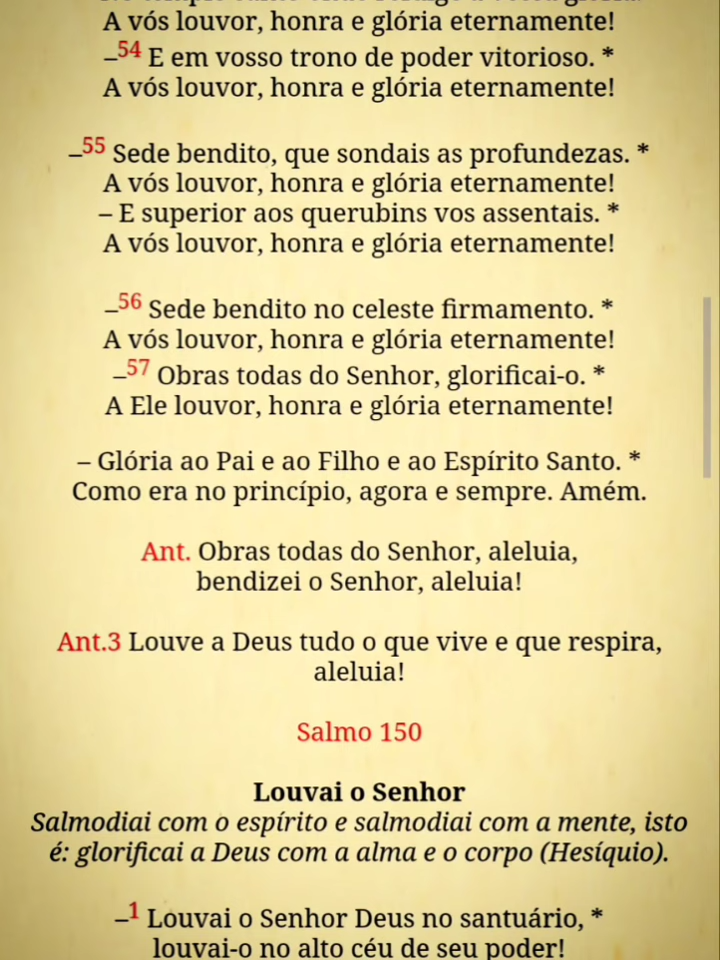 A vós louvor, honra e glória eternamente!
–54 E em vosso trono de poder vitorioso. *
A vós louvor, honra e glória eternamente!
–55 Sede bendito, que sondais as profundezas. *
A vós louvor, honra e glória eternamente!
– E superior aos querubins vos assentais. *
A vós louvor, honra e glória eternamente!
–56 Sede bendito no celeste firmamento. *
A vós louvor, honra e glória eternamente!
–57 Obras todas do Senhor, glorificai-o. *
A Ele louvor, honra e glória eternamente!
– Glória ao Pai e ao Filho e ao Espírito Santo. *
Como era no princípio, agora e sempre. Amém.
Ant. Obras todas do Senhor, aleluia,
bendizei o Senhor, aleluia!
Ant.3 Louve a Deus tudo o que vive e que respira,
aleluia!
Salmo 150
Louvai o Senhor
Salmodiai com o espírito e salmodiai com a mente, isto
é: glorificai a Deus com a alma e o corpo (Hesíquio).
–1 Louvai o Senhor Deus no santuário, *
louvai-o no alto céu de seu poder!